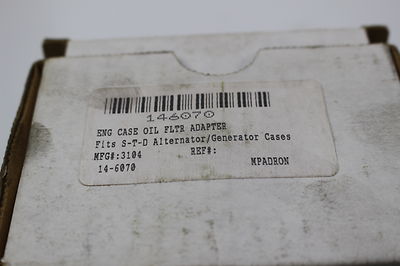 146070
ENG CASE OIL FLTR ADAPTER
Fits S-T-D Alternator/Generator Cases
MFG#:3104 REF#:
14-6070 MPADRON